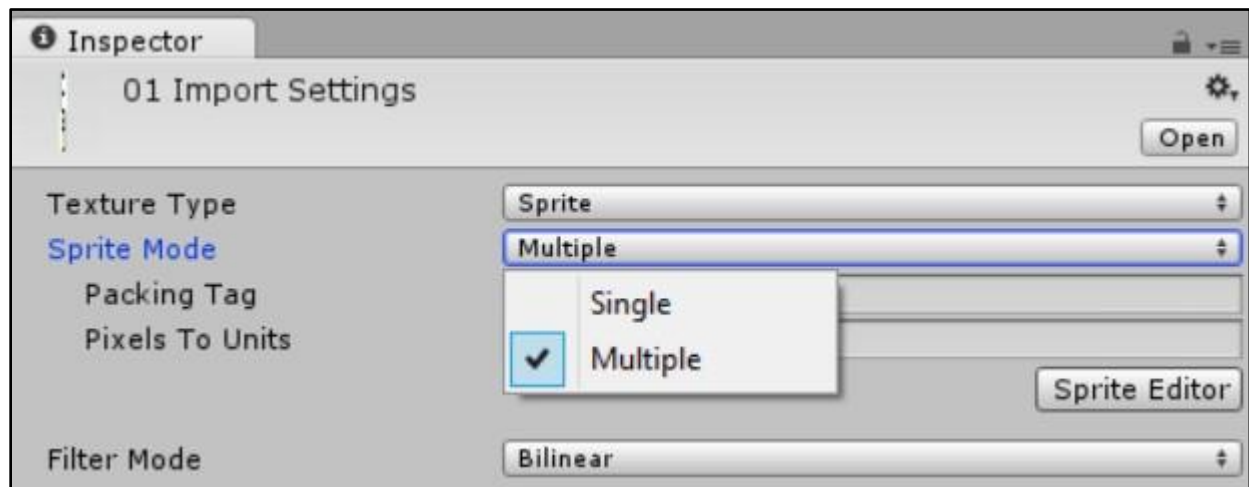 Inspector
01 Import Settings
Open
Texture Type Sprite
Sprite Mode Multiple
Packing Tag
Single
Pixels To Units
Multiple
Sprite Editor
Filter Mode Bilinear